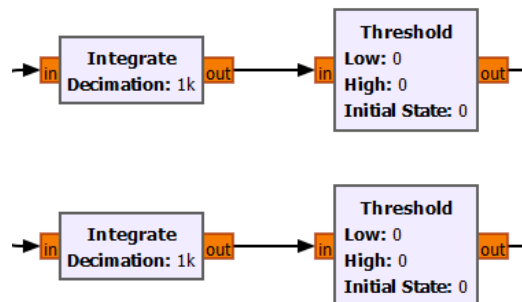 Integrate
in
Decimation: 1k
out
Threshold
Low: 0
in
High: 0
out
Initial State: 0
Integrate
in
Decimation: 1k
out
Threshold
Low: 0
in
High: 0
out
Initial State: 0